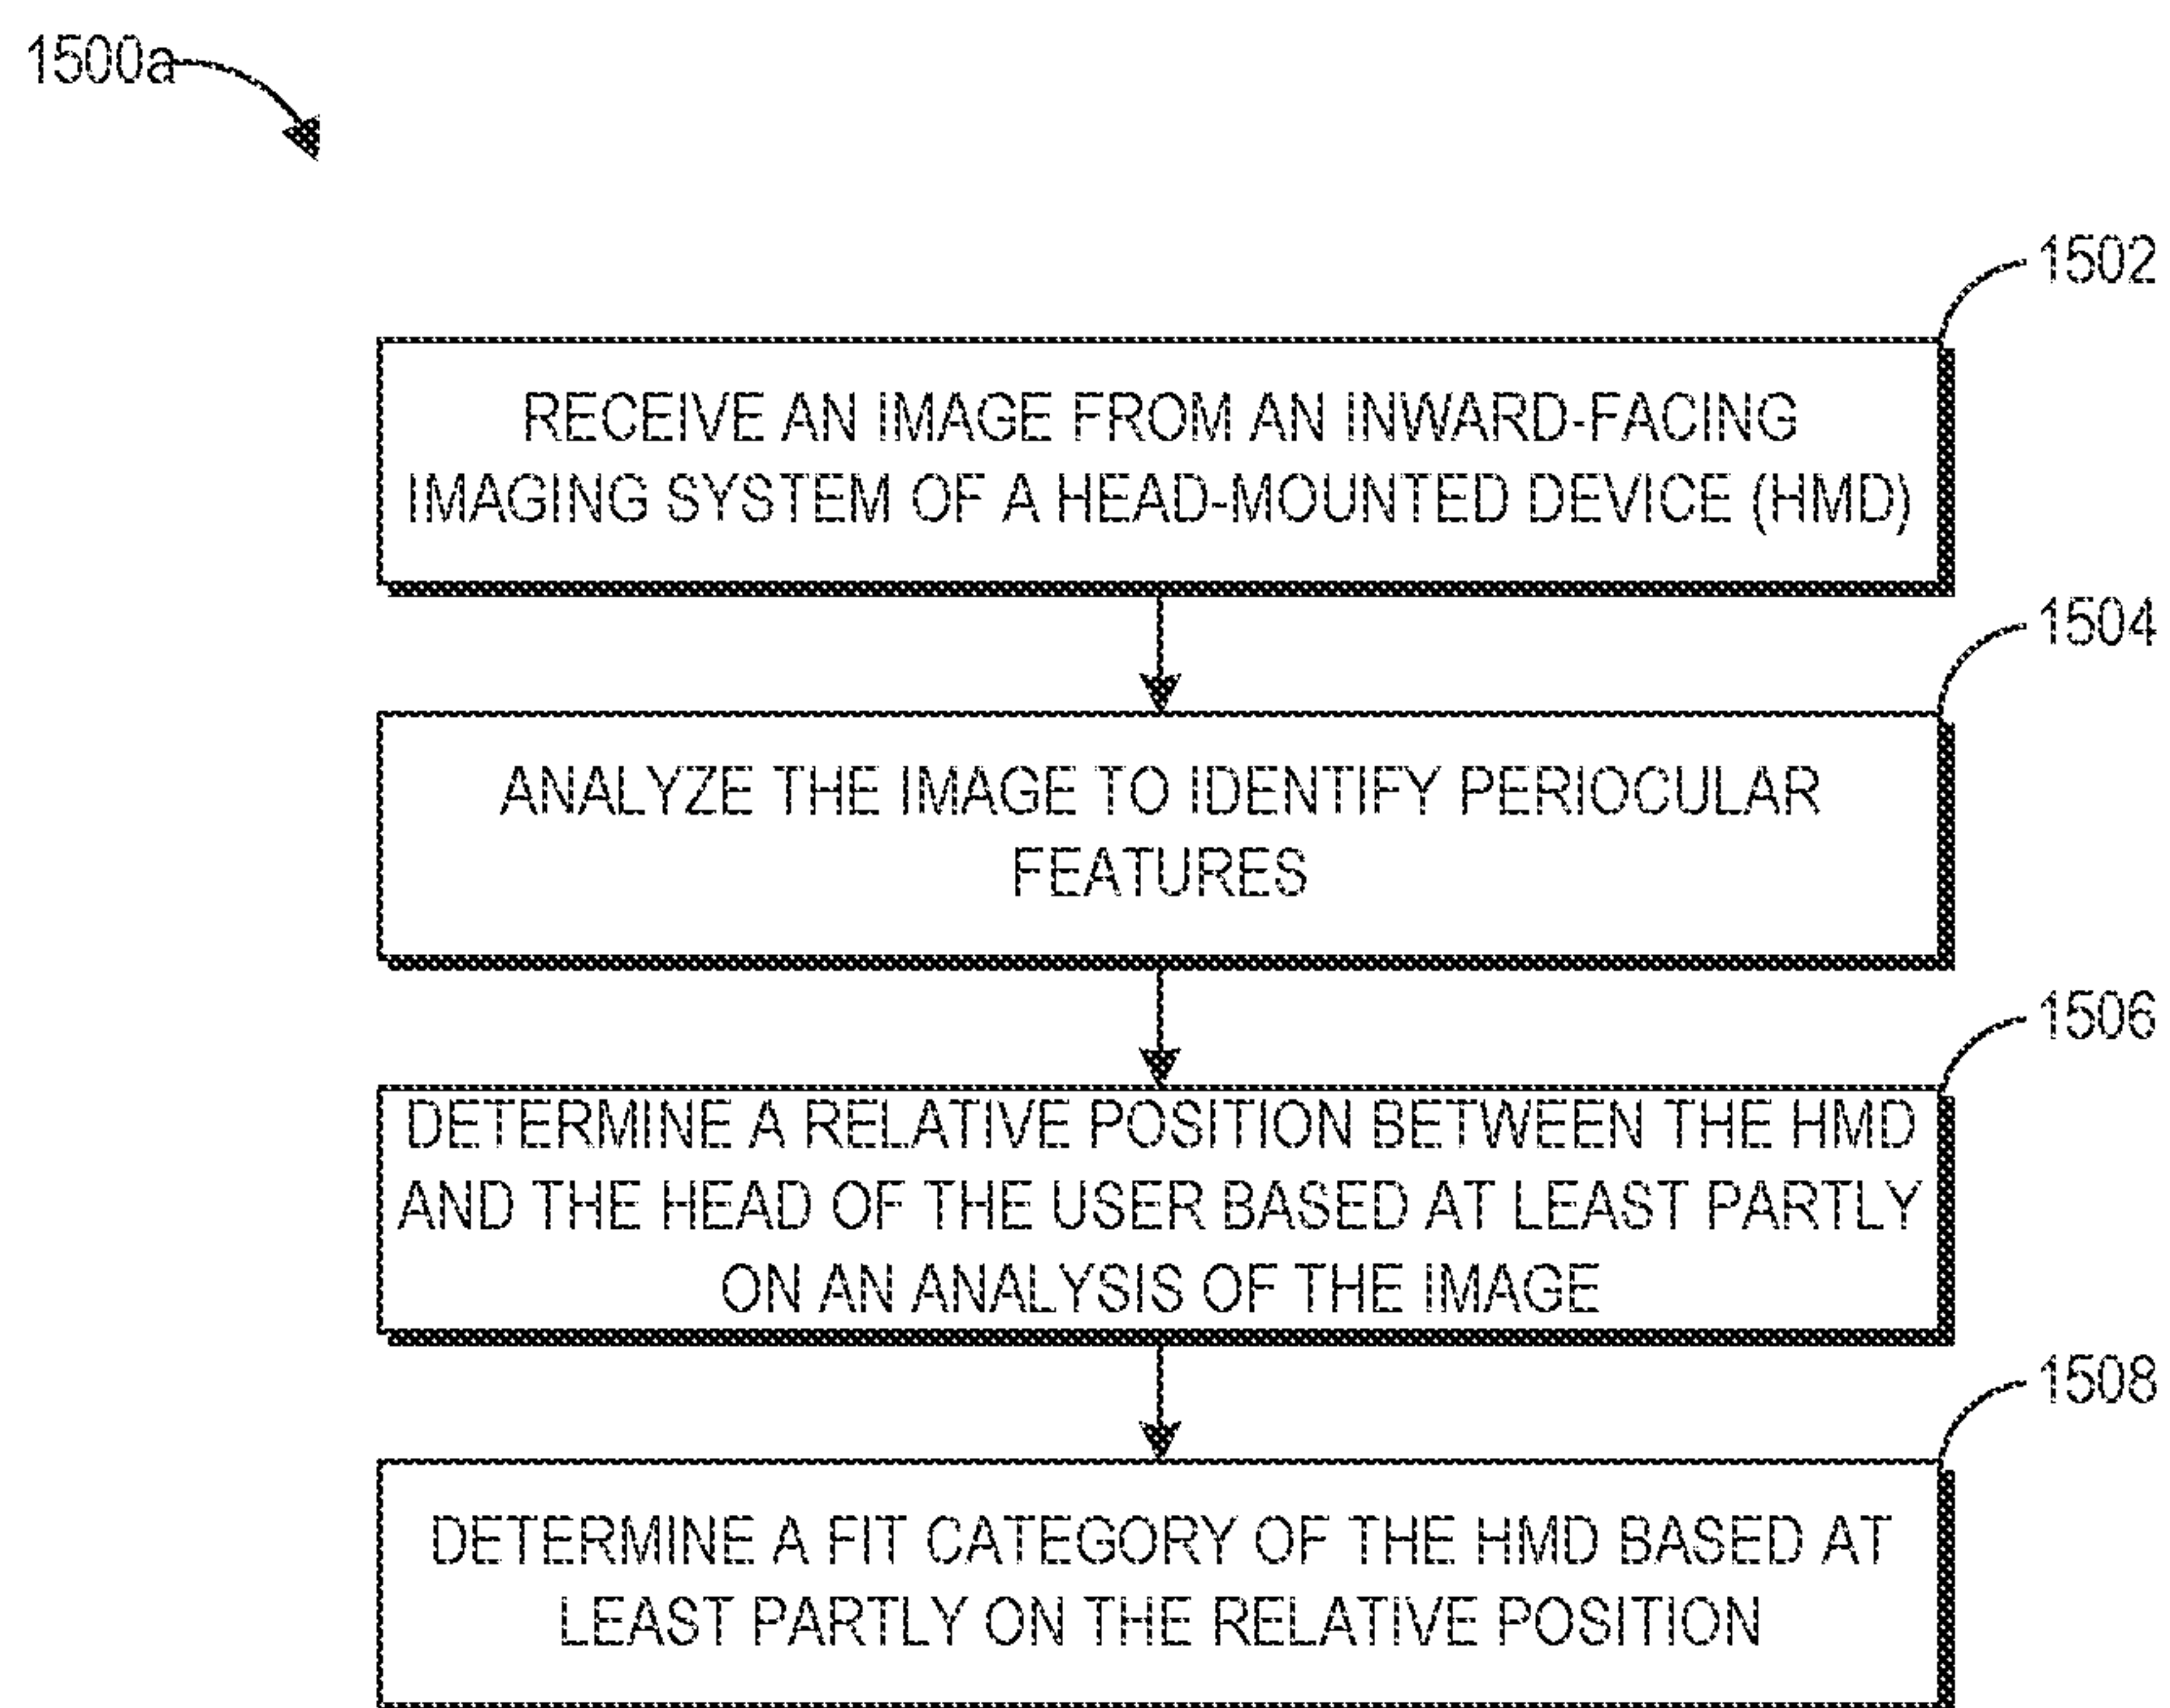 1500a
1502
RECEIVE AN IMAGE FROM AN INWARD-FACING
IMAGING SYSTEM OF A HEAD-MOUNTED DEVICE (HMD)
1504
ANALYZE THE IMAGE TO IDENTIFY PERIOCULAR
FEATURES
1506
DETERMINE A RELATIVE POSITION BETWEEN THE HMD
AND THE HEAD OF THE USER BASED AT LEAST PARTLY
ON AN ANALYSIS OF THE IMAGE
1508
DETERMINE A FIT CATEGORY OF THE HMD BASED AT
LEAST PARTLY ON THE RELATIVE POSITION